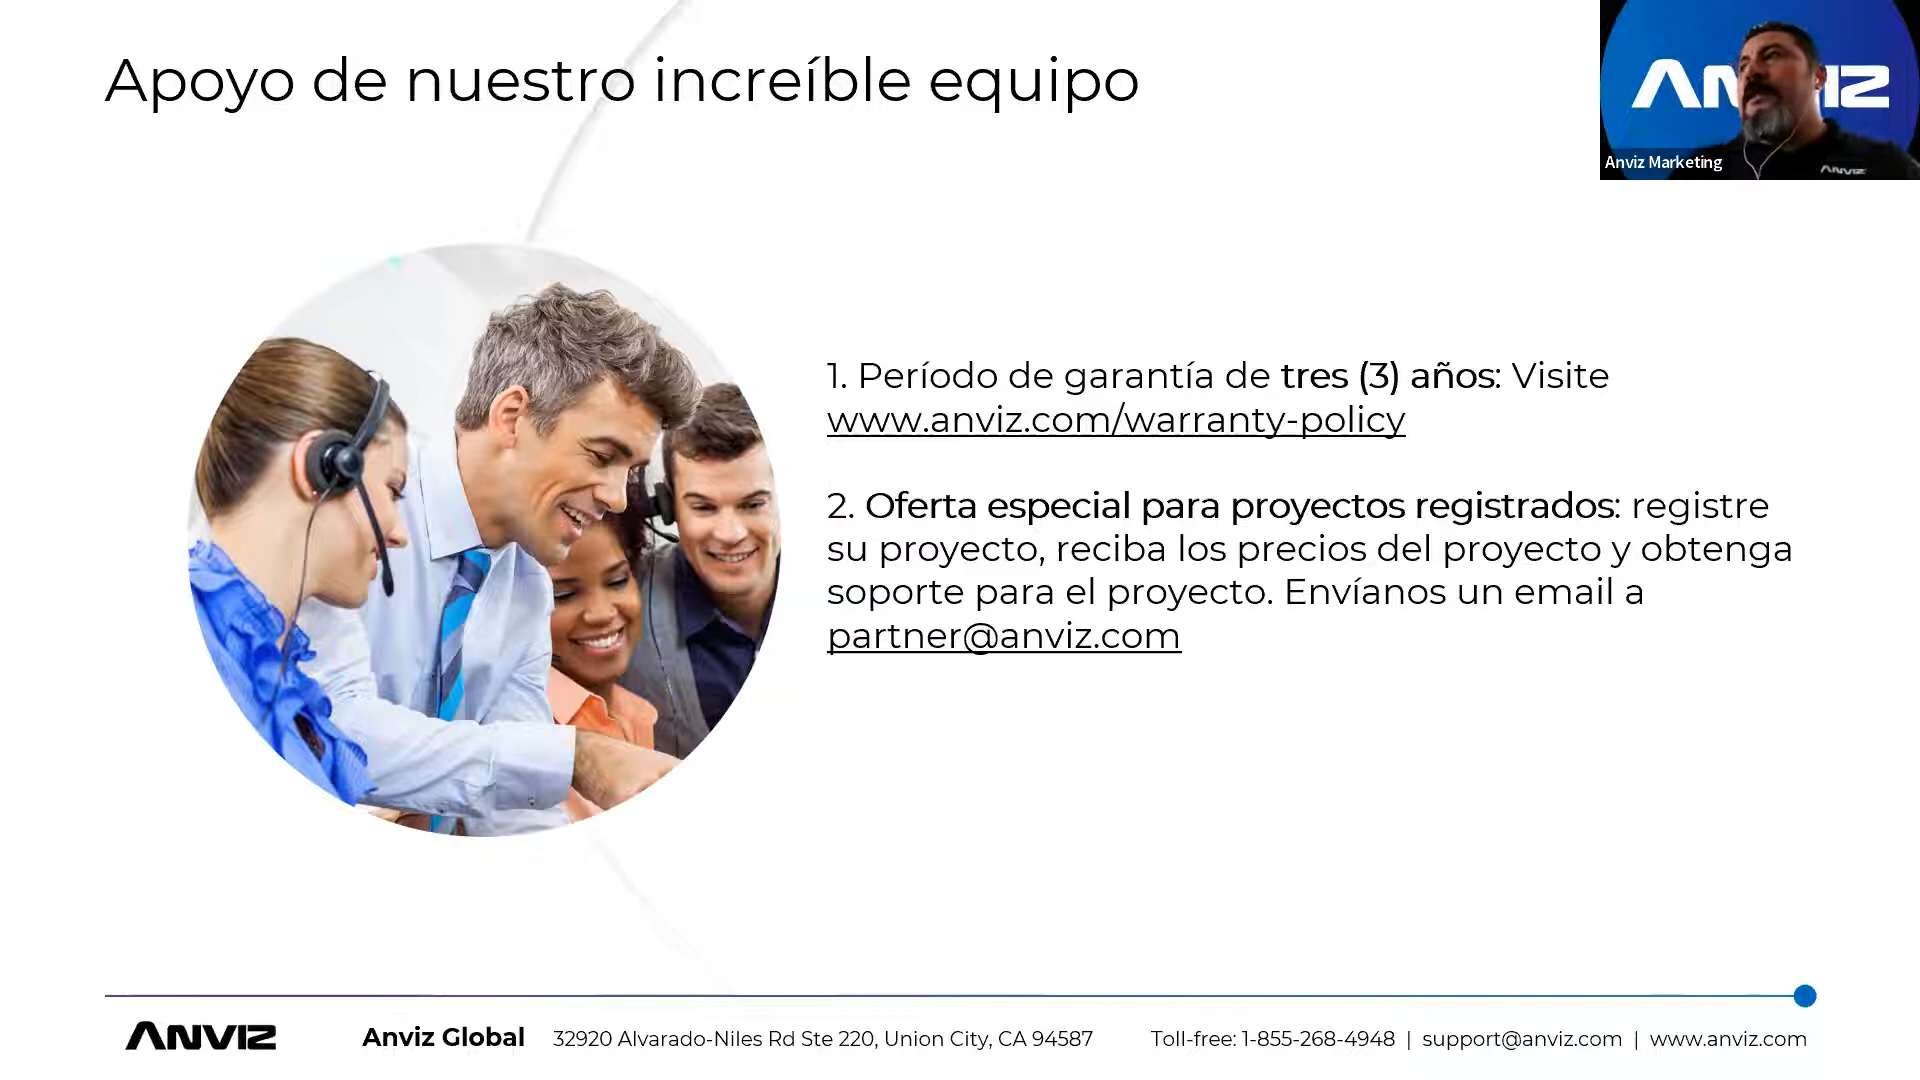 Apoyo de nuestro increíble equipo
ANVIZ
Anviz Marketing
ANVIZ
1. Período de garantía de tres (3) años: Visite
www.anviz.com/warranty-policy
2. Oferta especial para proyectos registrados: registre
su proyecto, reciba los precios del proyecto y obtenga
soporte para el proyecto. Envíanos un email a
partner@anviz.com
ANVIZ
Anviz Global 32920 Alvarado-Niles Rd Ste 220, Union City, CA 94587 Toll-free: 1-855-268-4948 | support@anviz.com | www.anviz.com